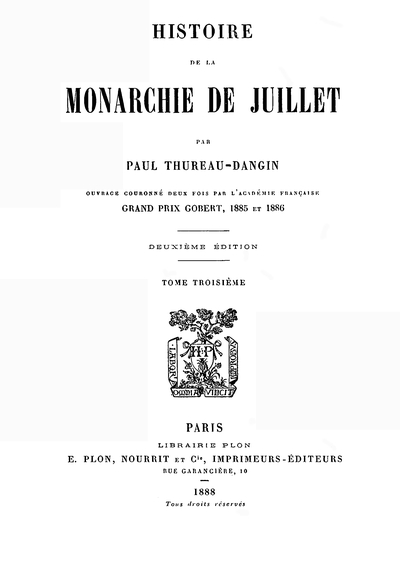 HISTOIRE
DE LA
MONARCHIE DE JUILLET
PAR
PAUL THUREAU-DANGIN
OUVRAGE COURONNÉ DEUX FOIS PAR L'ACADÉMIE FRANÇAISE
GRAND PRIX GOBERT, 1885 ET 1886
DEUXIÈME ÉDITION
TOME TROISIÈME
LABOR
OMNIA VINCIT
IMPROBVS
HP
PARIS
LIBRAIRIE PLON
E. PLON, NOURRIT ET Cie, IMPRIMEURS-ÉDITEURS
RUE GARANCIÈRE, 10
1888
Tous droits réservés